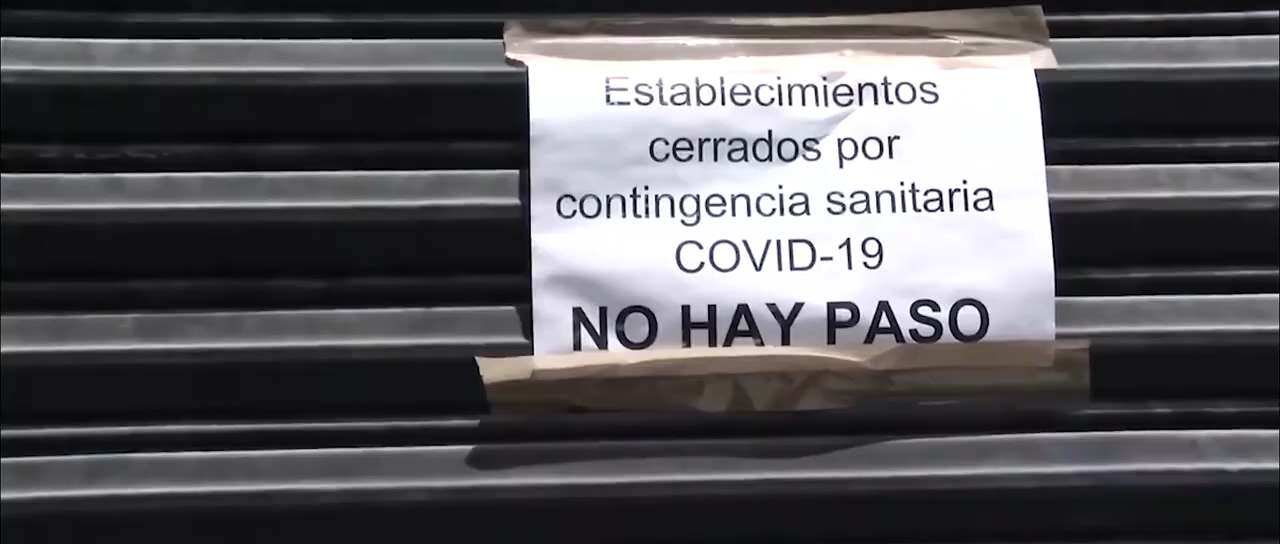 Establecimientos
cerrados por
contingencia sanitaria
COVID-19
NO HAY PASO